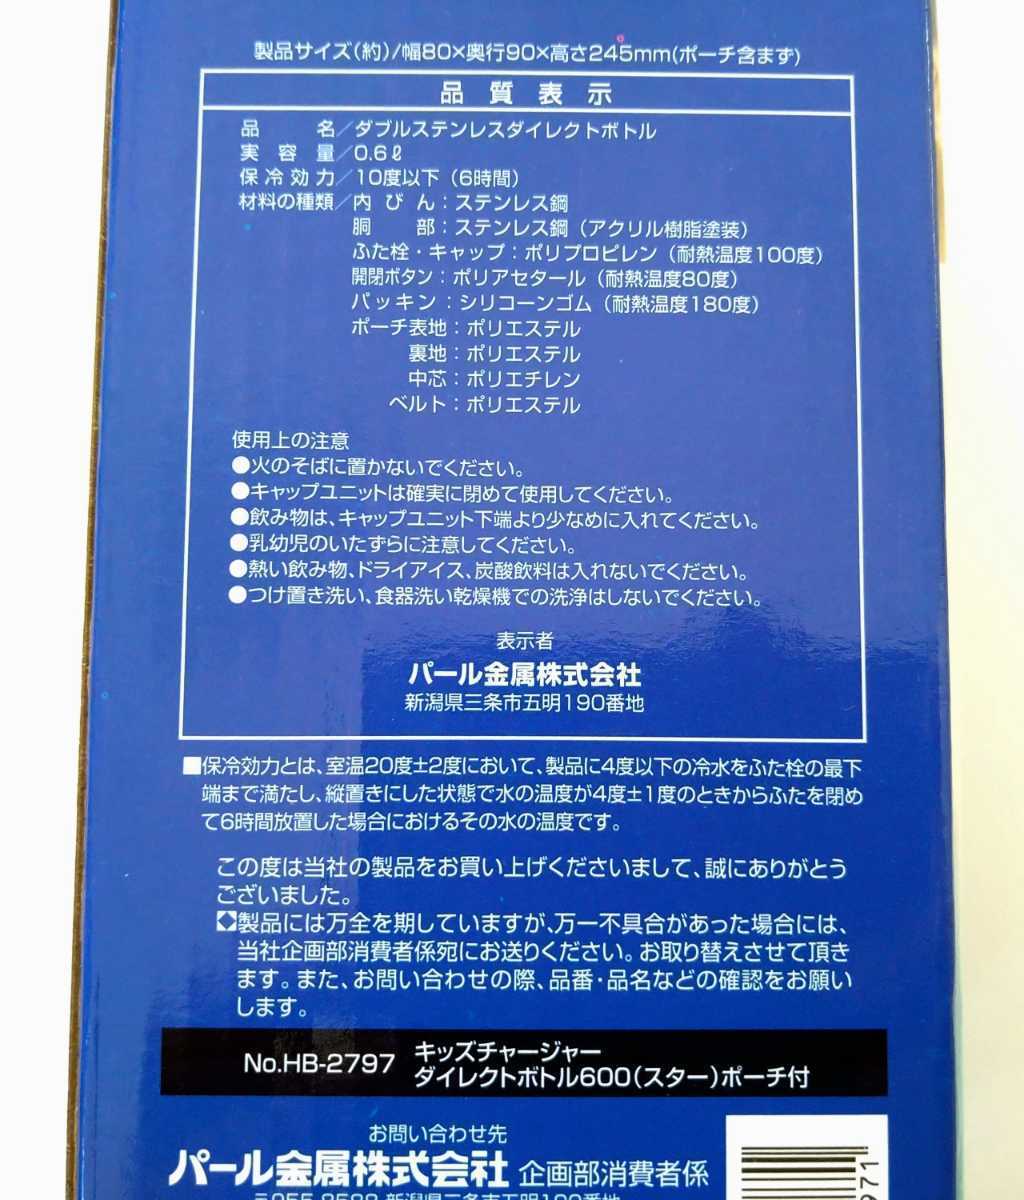 製品サイズ(約)/幅80×奥行90×高さ245mm(ポーチ含まず)
品質表示
品名/ダブルステンレスダイレクトボトル
実容量/0.6ℓ
保冷効力/10度以下(6時間)
材料の種類/内びん:ステンレス鋼
胴部:ステンレス鋼(アクリル樹脂塗装)
ふた栓・キャップ:ポリプロピレン(耐熱温度100度)
開閉ボタン:ポリアセタール(耐熱温度80度)
パッキン:シリコーンゴム(耐熱温度180度)
ポーチ表地:ポリエステル
裏地:ポリエステル
中芯:ポリエチレン
ベルト:ポリエステル
使用上の注意
●火のそばに置かないでください。
●キャップユニットは確実に閉めて使用してください。
●飲み物は、キャップユニット下端より少なめに入れてください。
●乳幼児のいたずらに注意してください。
●熱い飲み物、ドライアイス、炭酸飲料は入れないでください。
●つけ置き洗い、食器洗い乾燥機での洗浄はしないでください。
表示者
パール金属株式会社
新潟県三条市五明190番地
■保冷効力とは、室温20度±2度において、製品に4度以下の冷水をふた栓の最下
端まで満たし、縦置きにした状態で水の温度が4度±1度のときからふたを閉め
て6時間放置した場合におけるその水の温度です。
この度は当社の製品をお買い上げくださいまして、誠にありがとう
ございました。
◆製品には万全を期していますが、万一不具合があった場合には、
当社企画部消費者係宛にお送りください。お取り替えさせて頂き
ます。また、お問い合わせの際、品番・品名などの確認をお願い
します。
No.HB-2797 キッズチャージャー
ダイレクトボトル600(スター)ポーチ付
お問い合わせ先
パール金属株式会社 企画部消費者係
〒955-8588 新潟県三条市五明190番地
971